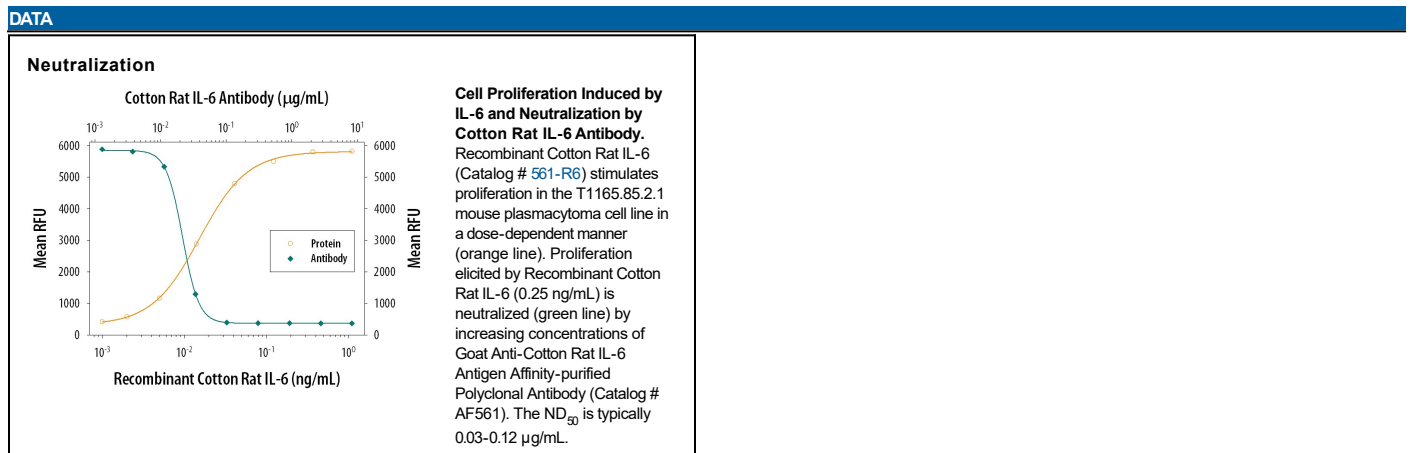 DATA
Neutralization
Cotton Rat IL-6 Antibody (µg/mL)
10⁻³ 10⁻² 10⁻¹ 10⁰ 10¹
6000 6000
5000 5000
4000 4000
3000 3000
2000 2000
1000 1000
0 0
Mean RFU
Mean RFU
Protein
Antibody
10⁻³ 10⁻² 10⁻¹ 10⁰
Recombinant Cotton Rat IL-6 (ng/mL)
Cell Proliferation Induced by
IL-6 and Neutralization by
Cotton Rat IL-6 Antibody.
Recombinant Cotton Rat IL-6
(Catalog # 561-R6) stimulates
proliferation in the T1165.85.2.1
mouse plasmacytoma cell line in
a dose-dependent manner
(orange line). Proliferation
elicited by Recombinant Cotton
Rat IL-6 (0.25 ng/mL) is
neutralized (green line) by
increasing concentrations of
Goat Anti-Cotton Rat IL-6
Antigen Affinity-purified
Polyclonal Antibody (Catalog #
AF561). The ND₅₀ is typically
0.03-0.12 µg/mL.